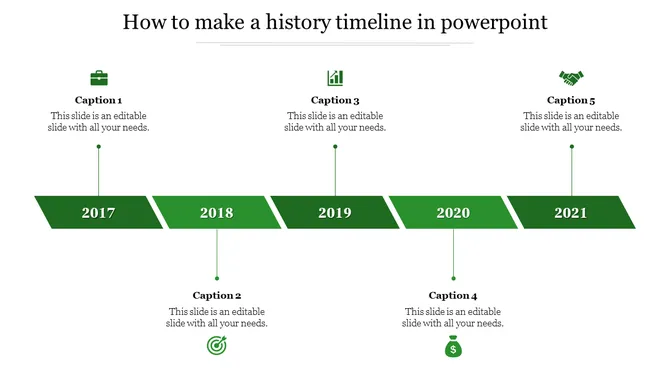 How to make a history timeline in powerpoint
Caption 1
This slide is an editable
slide with all your needs.
Caption 3
This slide is an editable
slide with all your needs.
Caption 5
This slide is an editable
slide with all your needs.
2017
2018
2019
2020
2021
Caption 2
This slide is an editable
slide with all your needs.
Caption 4
This slide is an editable
slide with all your needs.
$